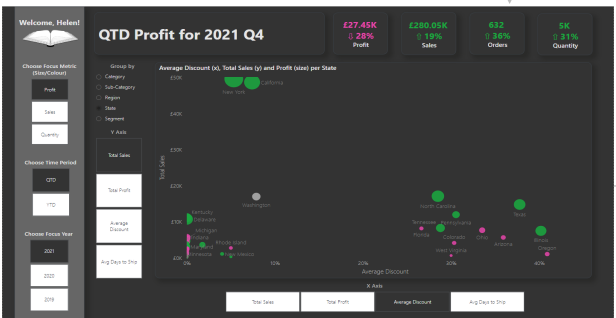 Welcome, Helen!
QTD Profit for 2021 Q4
£27.45K
⇩ 28%
Profit
£280.05K
⇧ 19%
Sales
632
⇧ 36%
Orders
5K
⇧ 31%
Quantity
Choose Focus Metric
(Size/Colour)
Profit
Sales
Quantity
Choose Time Period
QTD
YTD
Choose Focus Year
2021
2020
2019
Group by
Category
Sub-Category
Region
State
Segment
Y Axis
Total Sales
Total Profit
Average
Discount
Avg Days to Ship
Average Discount (x), Total Sales (y) and Profit (size) per State
Total Sales
£50K
£40K
£30K
£20K
£10K
£0K
New York
California
Washington
Kentucky
Delaware
Michigan
Indiana
Maryland
Rhode Island
Minnesota
New Mexico
North Carolina
Texas
Tennessee
Pennsylvania
Florida
Colorado
Ohio
Arizona
Illinois
West Virginia
Oregon
0%
10%
20%
30%
40%
Average Discount
X Axis
Total Sales
Total Profit
Average Discount
Avg Days to Ship